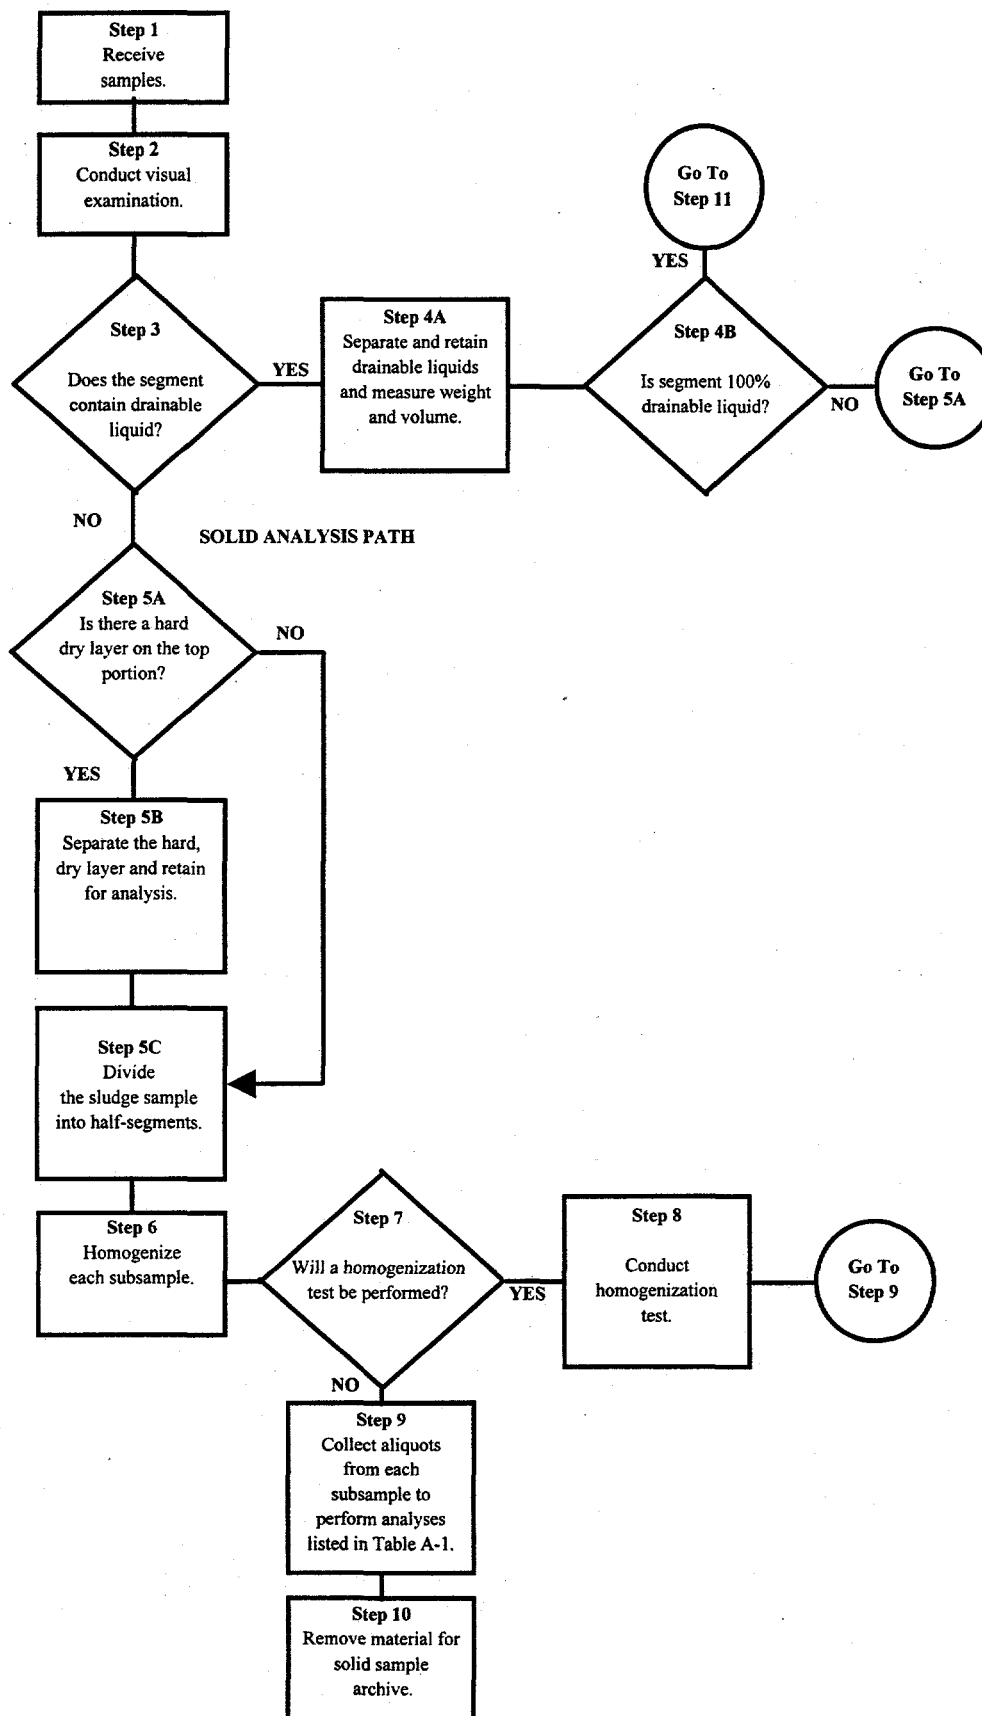 Step 1
Receive
samples.
Step 2
Conduct visual
examination.
Step 3
Does the segment
contain drainable
liquid?
YES
Step 4A
Separate and retain
drainable liquids
and measure weight
and volume.
Go To
Step 11
YES
Step 4B
Is segment 100%
drainable liquid?
NO
Go To
Step 5A
NO
SOLID ANALYSIS PATH
Step 5A
Is there a hard
dry layer on the top
portion?
NO
YES
Step 5B
Separate the hard,
dry layer and retain
for analysis.
Step 5C
Divide
the sludge sample
into half-segments.
Step 6
Homogenize
each subsample.
Step 7
Will a homogenization
test be performed?
YES
Step 8
Conduct
homogenization
test.
Go To
Step 9
NO
Step 9
Collect aliquots
from each
subsample to
perform analyses
listed in Table A-1.
Step 10
Remove material for
solid sample
archive.